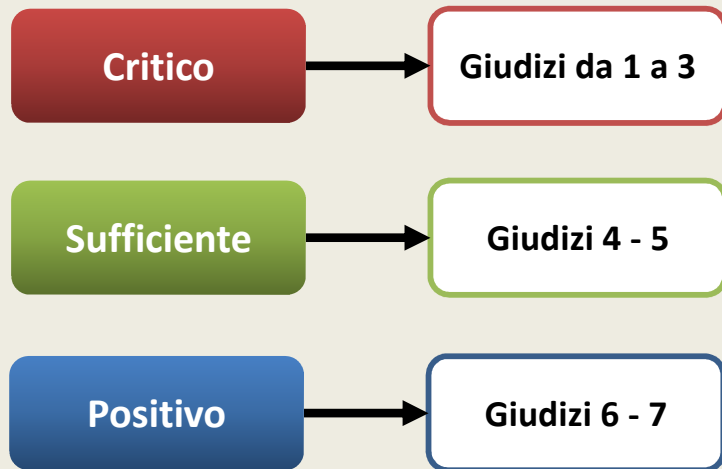 Critico
Giudizi da 1 a 3
Sufficiente
Giudizi 4 - 5
Positivo
Giudizi 6 - 7